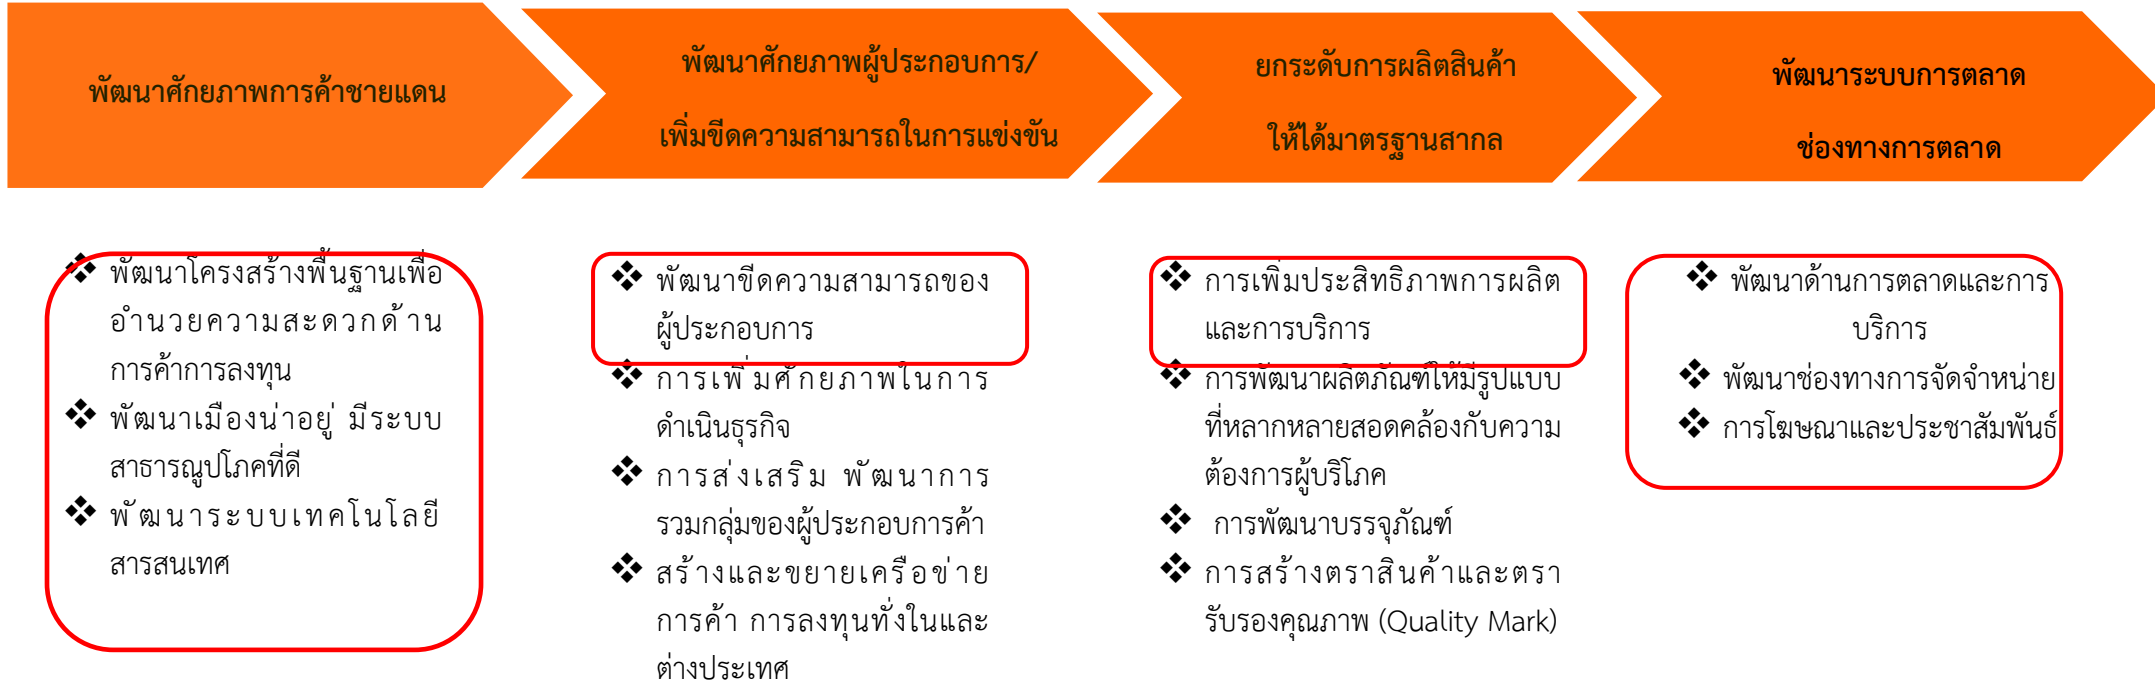 พัฒนาศักยภาพการค้าชายแดน
พัฒนาศักยภาพผู้ประกอบการ/
เพิ่มขีดความสามารถในการแข่งขัน
ยกระดับการผลิตสินค้า
ให้ได้มาตรฐานสากล
พัฒนาระบบการตลาด
ช่องทางการตลาด
❖ พัฒนาโครงสร้างพื้นฐานเพื่อ
อำนวยความสะดวกด้าน
การค้าการลงทุน
❖ พัฒนาเมืองน่าอยู่ มีระบบ
สาธารณูปโภคที่ดี
❖ พัฒนาระบบเทคโนโลยี
สารสนเทศ
❖ พัฒนาขีดความสามารถของ
ผู้ประกอบการ
❖ การเพิ่มศักยภาพในการ
ดำเนินธุรกิจ
❖ การส่งเสริม พัฒนาการ
รวมกลุ่มของผู้ประกอบการค้า
❖ สร้างและขยายเครือข่าย
การค้า การลงทุนทั่งในและ
ต่างประเทศ
❖ การเพิ่มประสิทธิภาพการผลิต
และการบริการ
❖ การพัฒนาผลิตภัณฑ์ให้มีรูปแบบ
ที่หลากหลายสอดคล้องกับความ
ต้องการผู้บริโภค
❖ การพัฒนาบรรจุภัณฑ์
❖ การสร้างตราสินค้าและตรา
รับรองคุณภาพ (Quality Mark)
❖ พัฒนาด้านการตลาดและการ
บริการ
❖ พัฒนาช่องทางการจัดจำหน่าย
❖ การโฆษณาและประชาสัมพันธ์